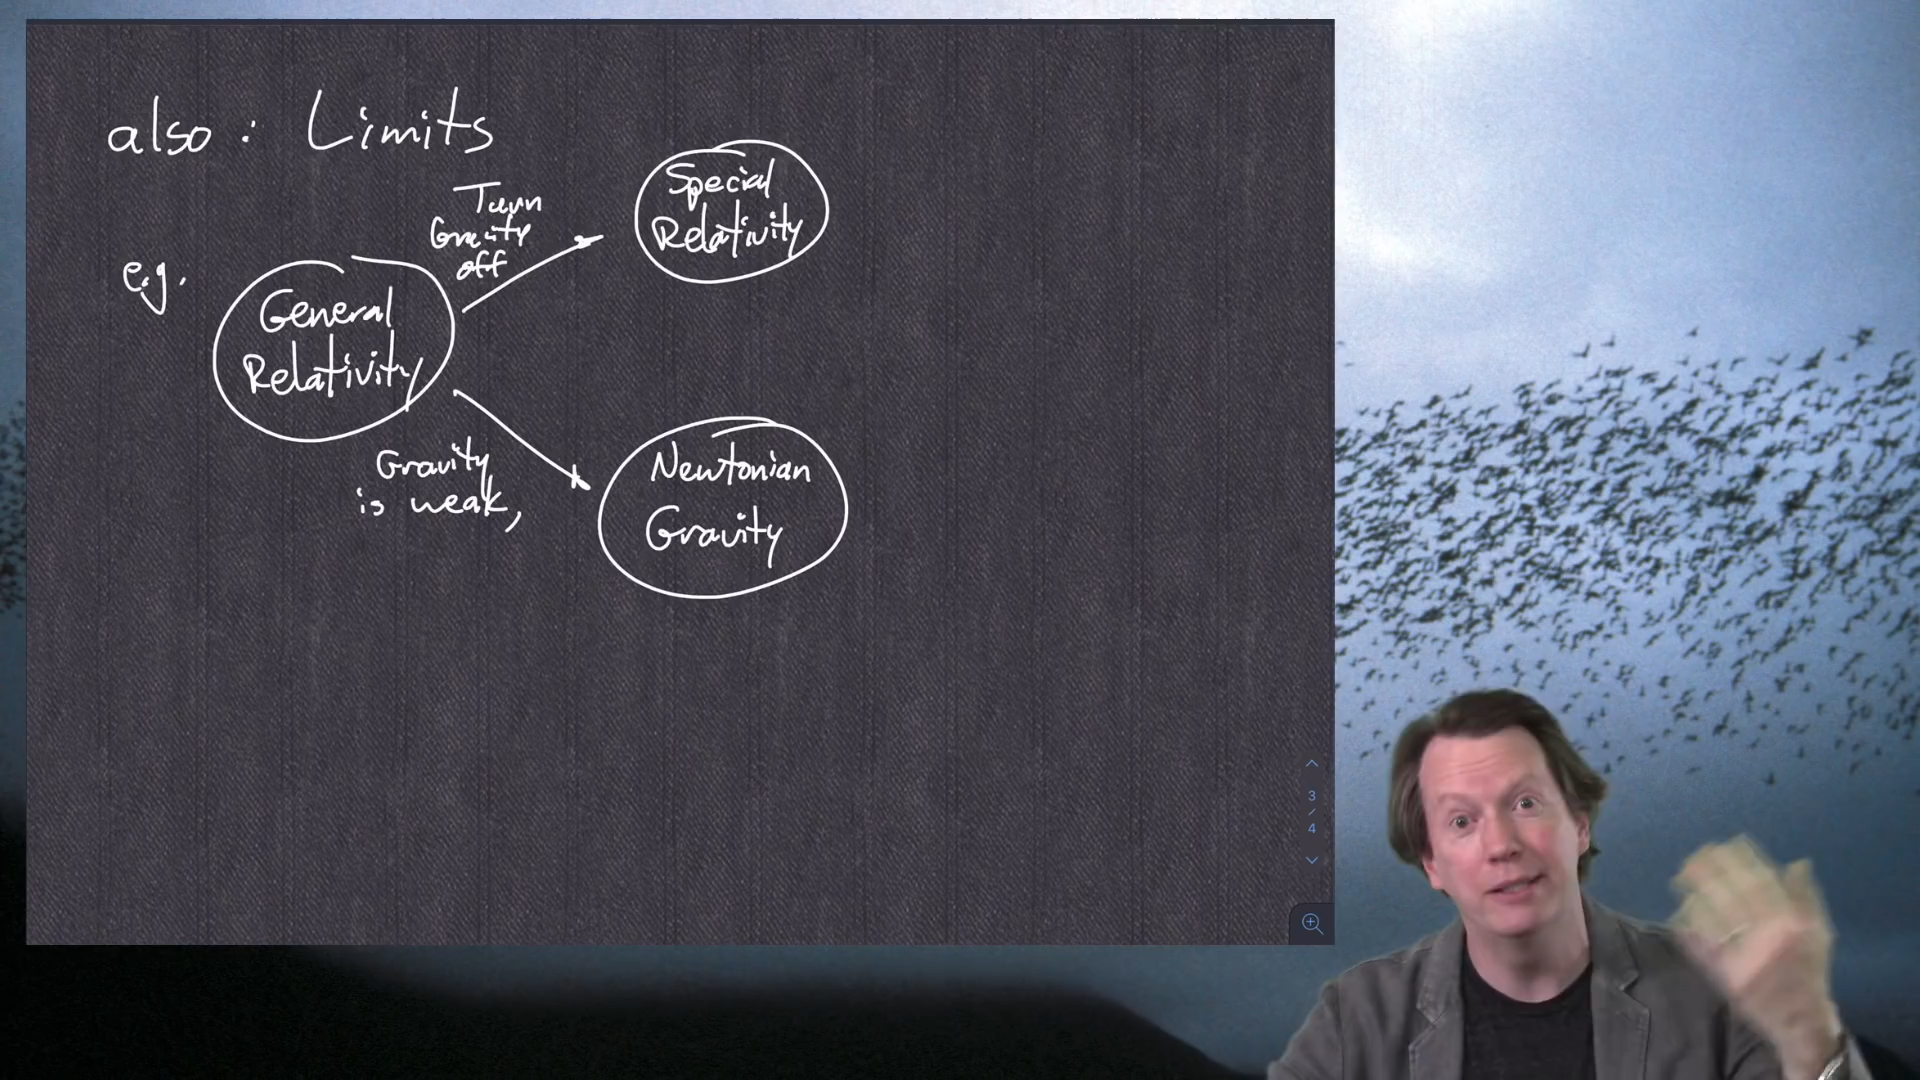 also: Limits
Turn
Gravity
off
Special
Relativity
e.g.
General
Relativity
Gravity
is weak,
Newtonian
Gravity
3
/
4